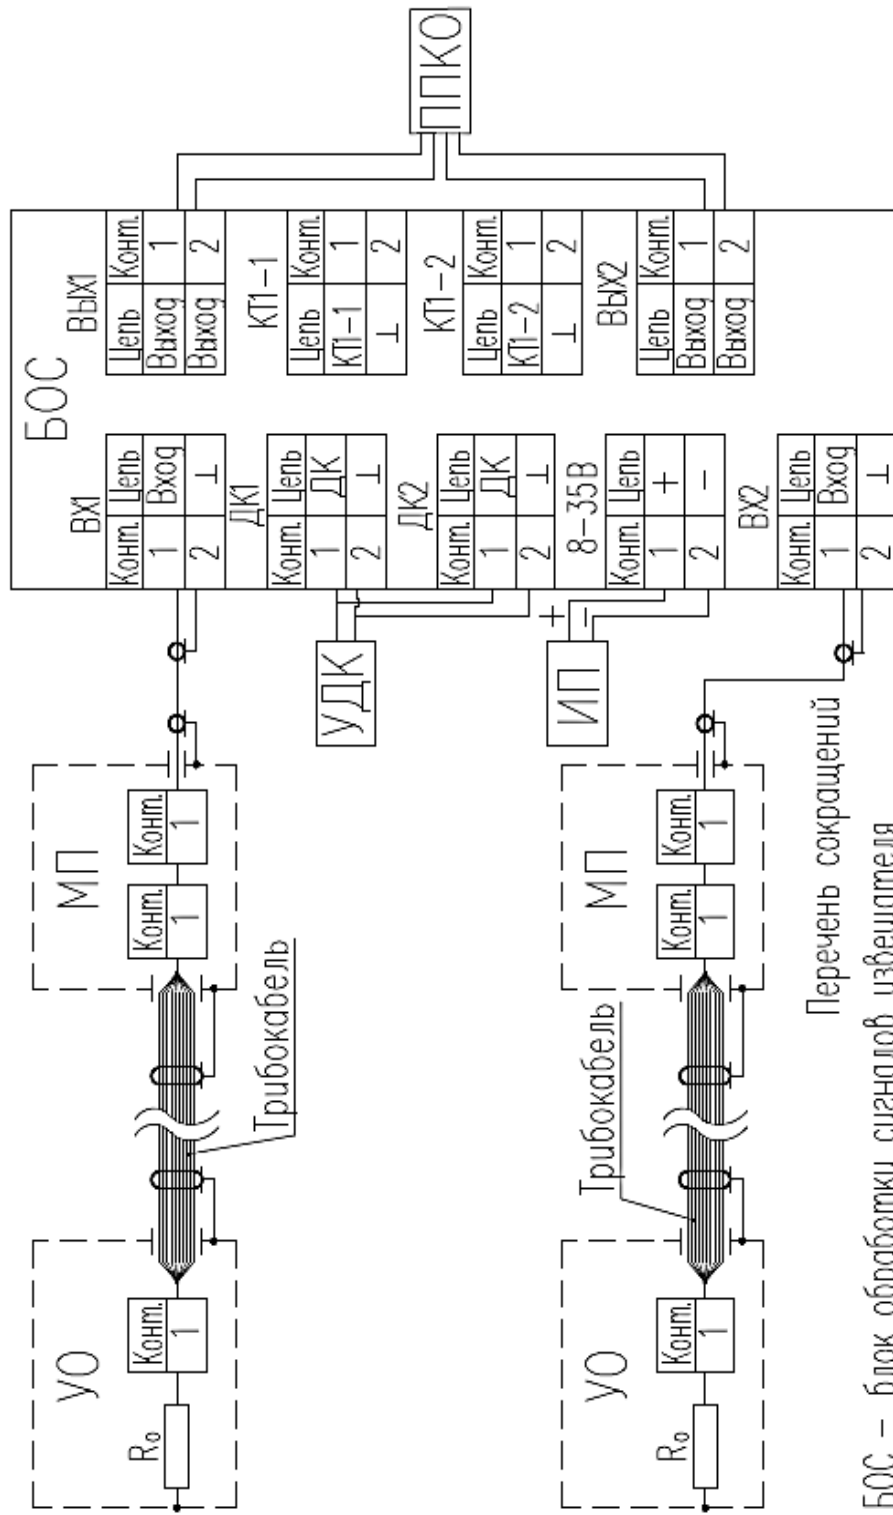 УО
R₀
Конт.
1
Трибокабель
МП
Конт.
1
Конт.
1
БОС
ВХ1
Конт. Цепь
1 Вход
2 ⊥
ВЫХ1
Цепь Конт.
Выход 1
Выход 2
ДК1
Конт. Цепь
1 ДК
2 ⊥
КТ1-1
Цепь Конт.
КТ1-1 1
⊥ 2
УДК
ДК2
Конт. Цепь
1 ДК
2 ⊥
КТ1-2
Цепь Конт.
КТ1-2 1
⊥ 2
ППКО
ИП
+
-
8-35В
Конт. Цепь
1 +
2 -
ВЫХ2
Цепь Конт.
Выход 1
Выход 2
УО
R₀
Конт.
1
Трибокабель
МП
Конт.
1
Конт.
1
ВХ2
Конт. Цепь
1 Вход
2 ⊥
Перечень сокращений
БОС - блок обработки сигналов извещателя